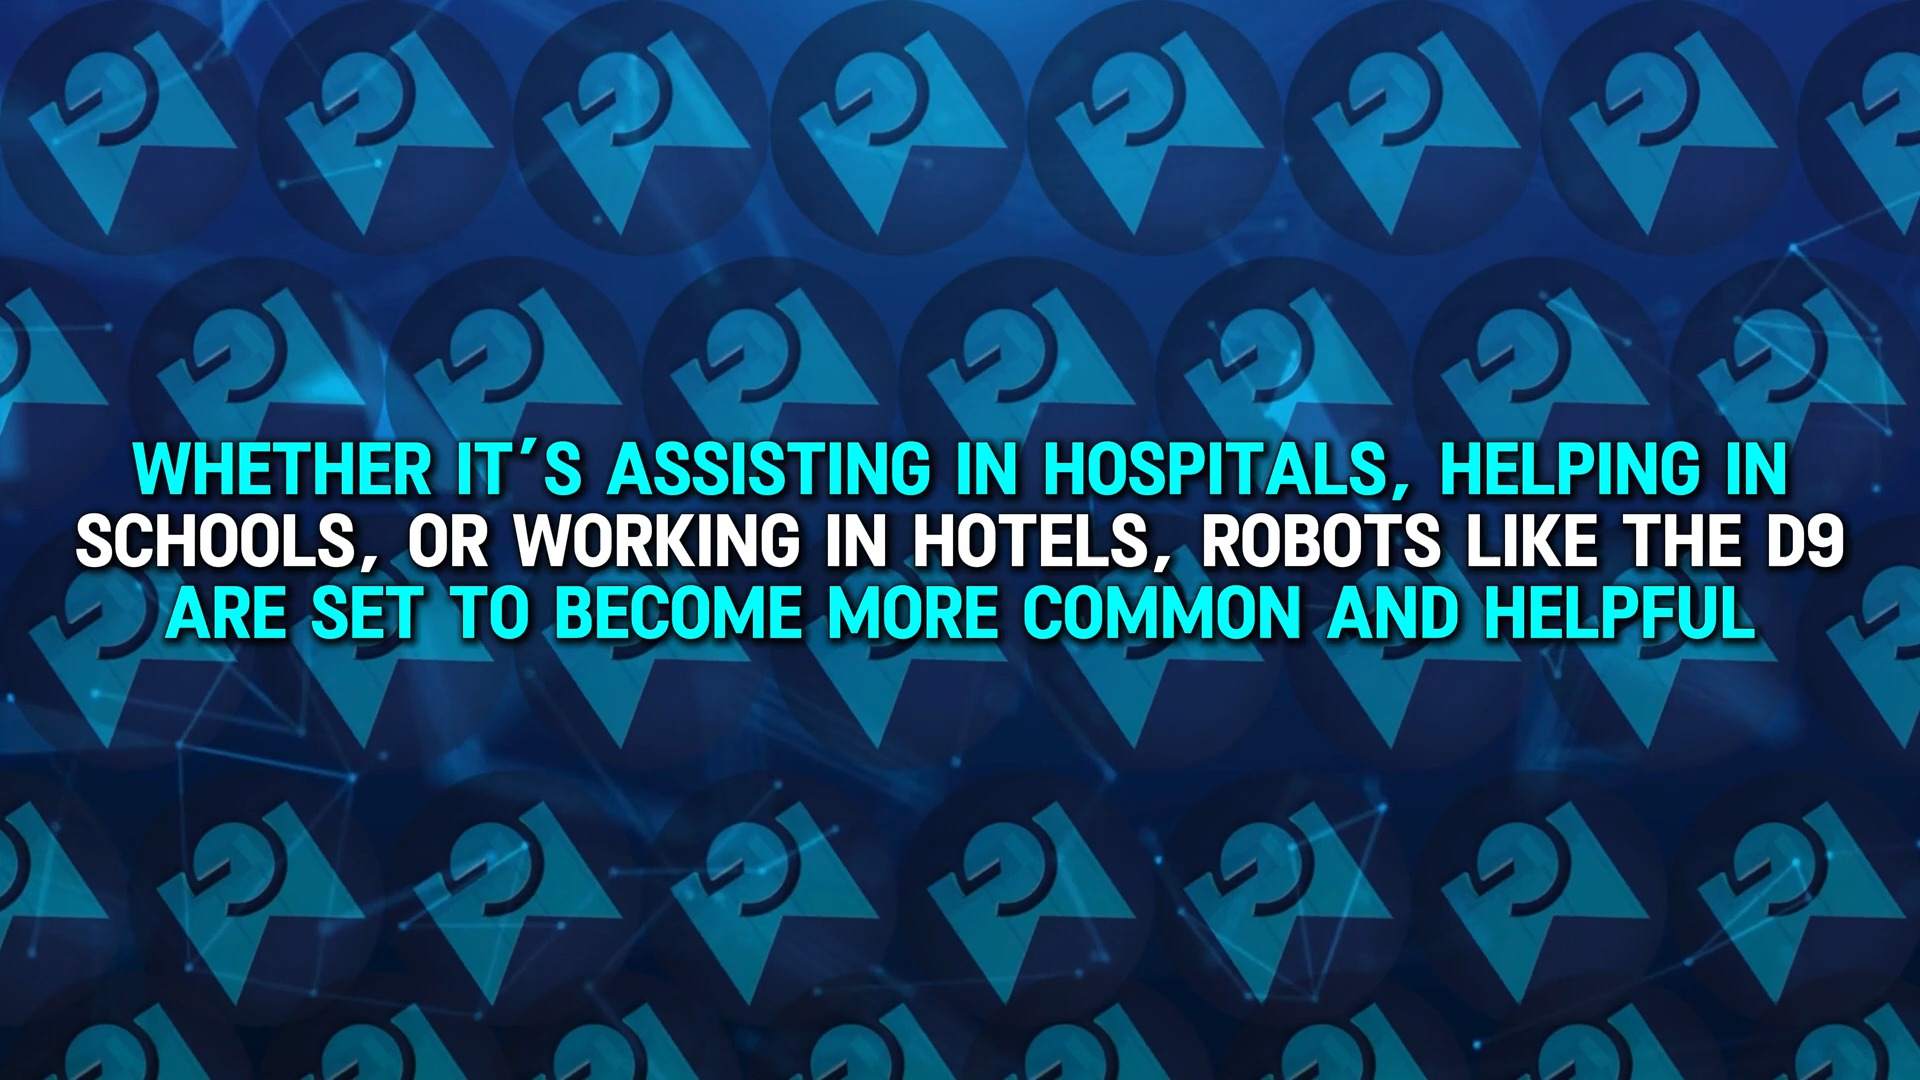 WHETHER IT'S ASSISTING IN HOSPITALS, HELPING IN
SCHOOLS, OR WORKING IN HOTELS, ROBOTS LIKE THE D9
ARE SET TO BECOME MORE COMMON AND HELPFUL